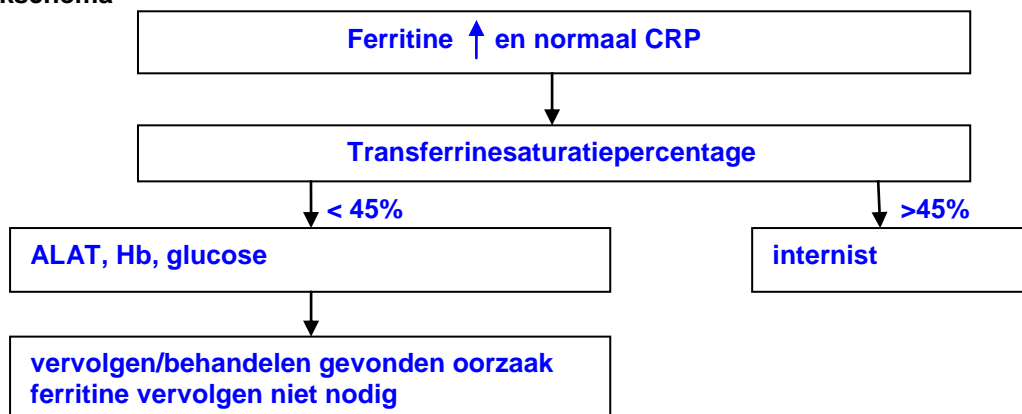 Ferritine ↑ en normaal CRP
Transferrinesaturatiepercentage
< 45%
>45%
ALAT, Hb, glucose
internist
vervolgen/behandelen gevonden oorzaak
ferritine vervolgen niet nodig